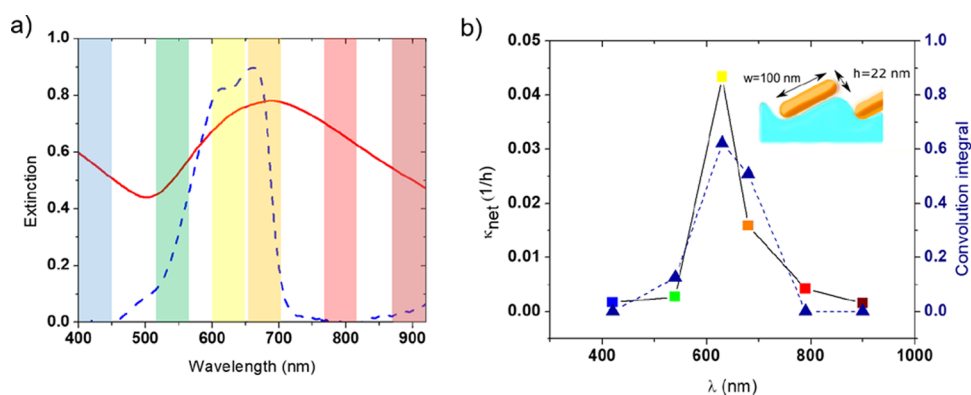 a)
Extinction
1.0
0.8
0.6
0.4
0.2
0.0
400 500 600 700 800 900
Wavelength (nm)
b)
κnet (1/h)
0.05
0.04
0.03
0.02
0.01
0.00
w=100 nm
h=22 nm
1.0
0.8
0.6
0.4
0.2
0.0
Convolution integral
400 600 800 1000
λ (nm)